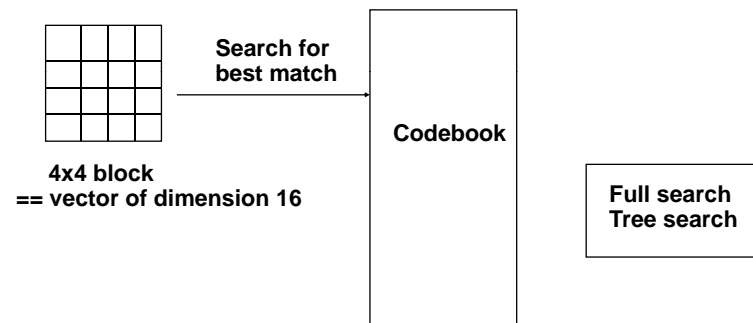 Search for
best match
Codebook
4x4 block
== vector of dimension 16
Full search
Tree search